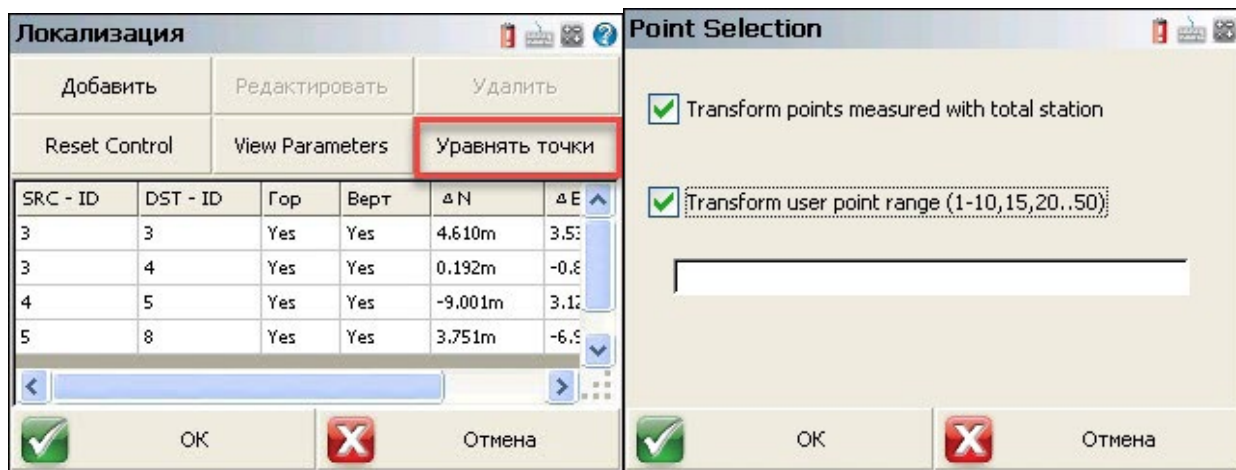 Локализация
Добавить Редактировать Удалить
Reset Control View Parameters Уравнять точки
SRC - ID DST - ID Гор Верт ΔN ΔE
3 3 Yes Yes 4.610m
3 4 Yes Yes 0.192m
4 5 Yes Yes -9.001m
5 8 Yes Yes 3.751m
ОК Отмена
Point Selection
Transform points measured with total station
Transform user point range (1-10,15,20..50)
ОК Отмена